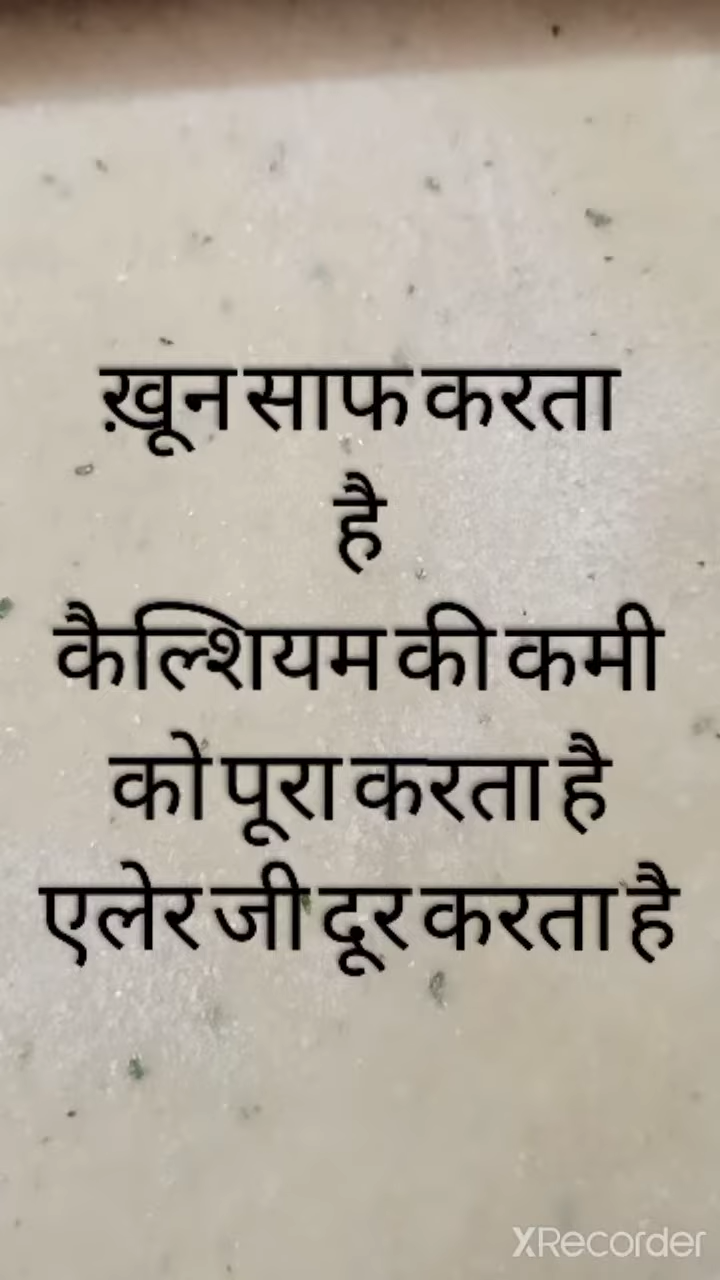 ख़ून साफ करता
है
कैल्शियम की कमी
को पूरा करता है
एलेर जी दूर करता है
XRecorder